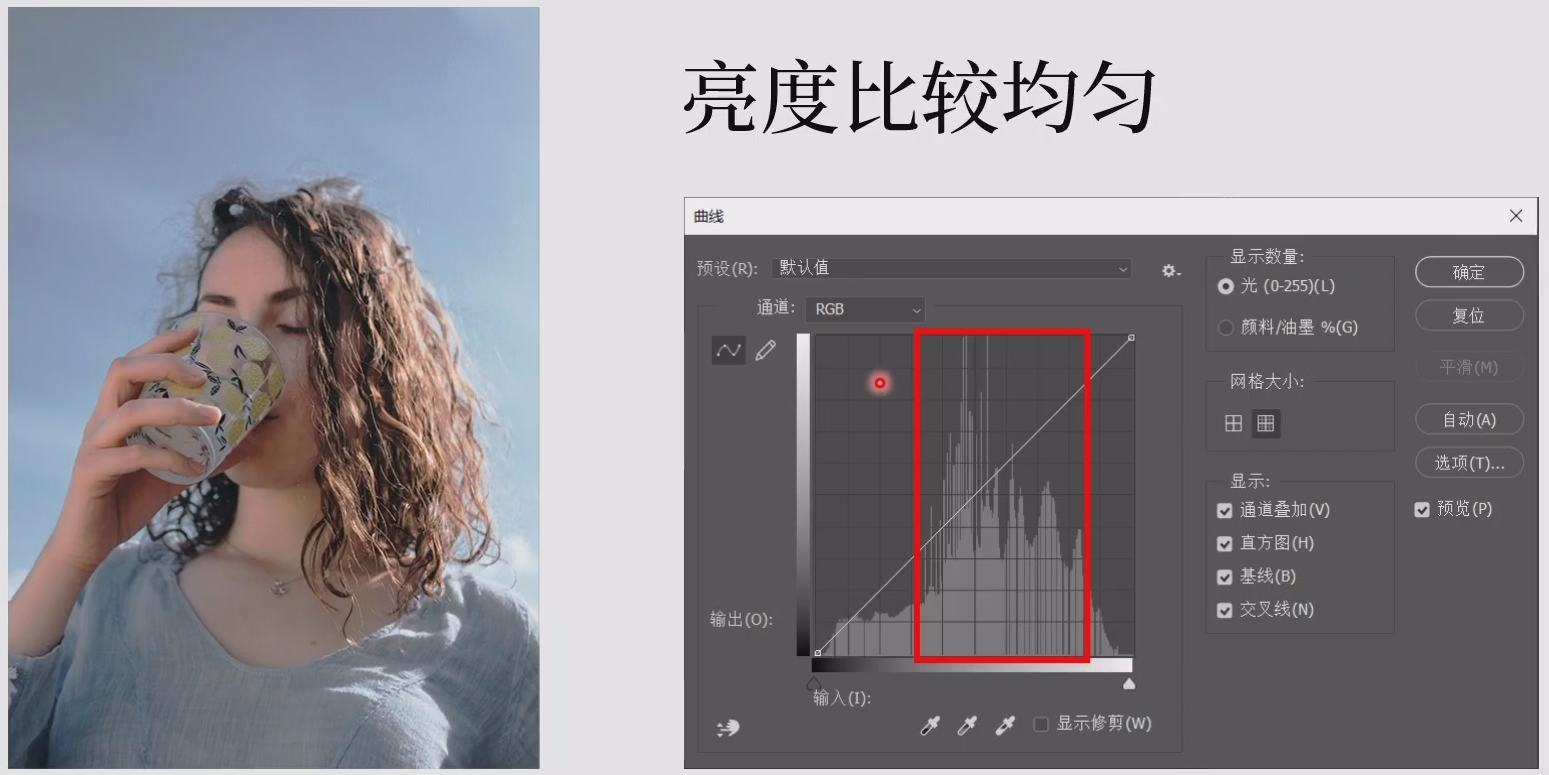 亮度比较均匀
曲线
预设(R): 默认值
通道: RGB
输出(O):
输入(I):
显示修剪(W)
显示数量:
光 (0-255)(L)
颜料/油墨 %(G)
网格大小:
显示:
通道叠加(V)
直方图(H)
基线(B)
交叉线(N)
确定
复位
平滑(M)
自动(A)
选项(T)...
预览(P)